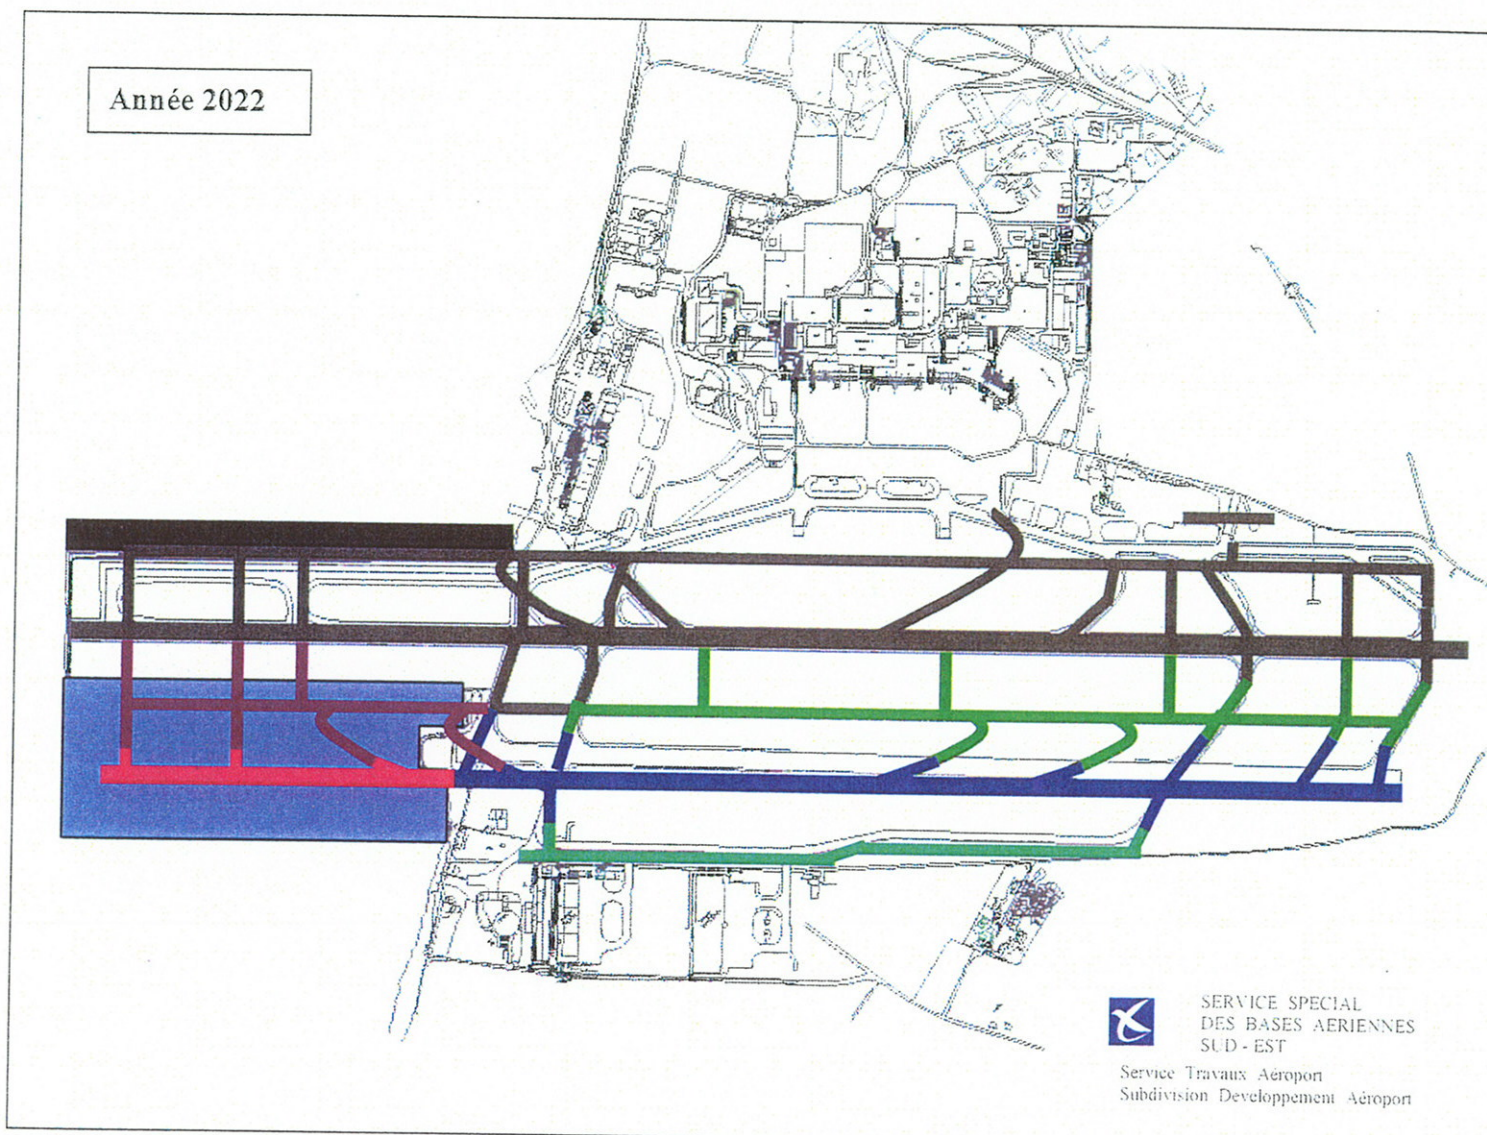 Année 2022
SERVICE SPECIAL
DES BASES AERIENNES
SUD - EST
Service Travaux Aéroport
Subdivision Developpement Aéroport